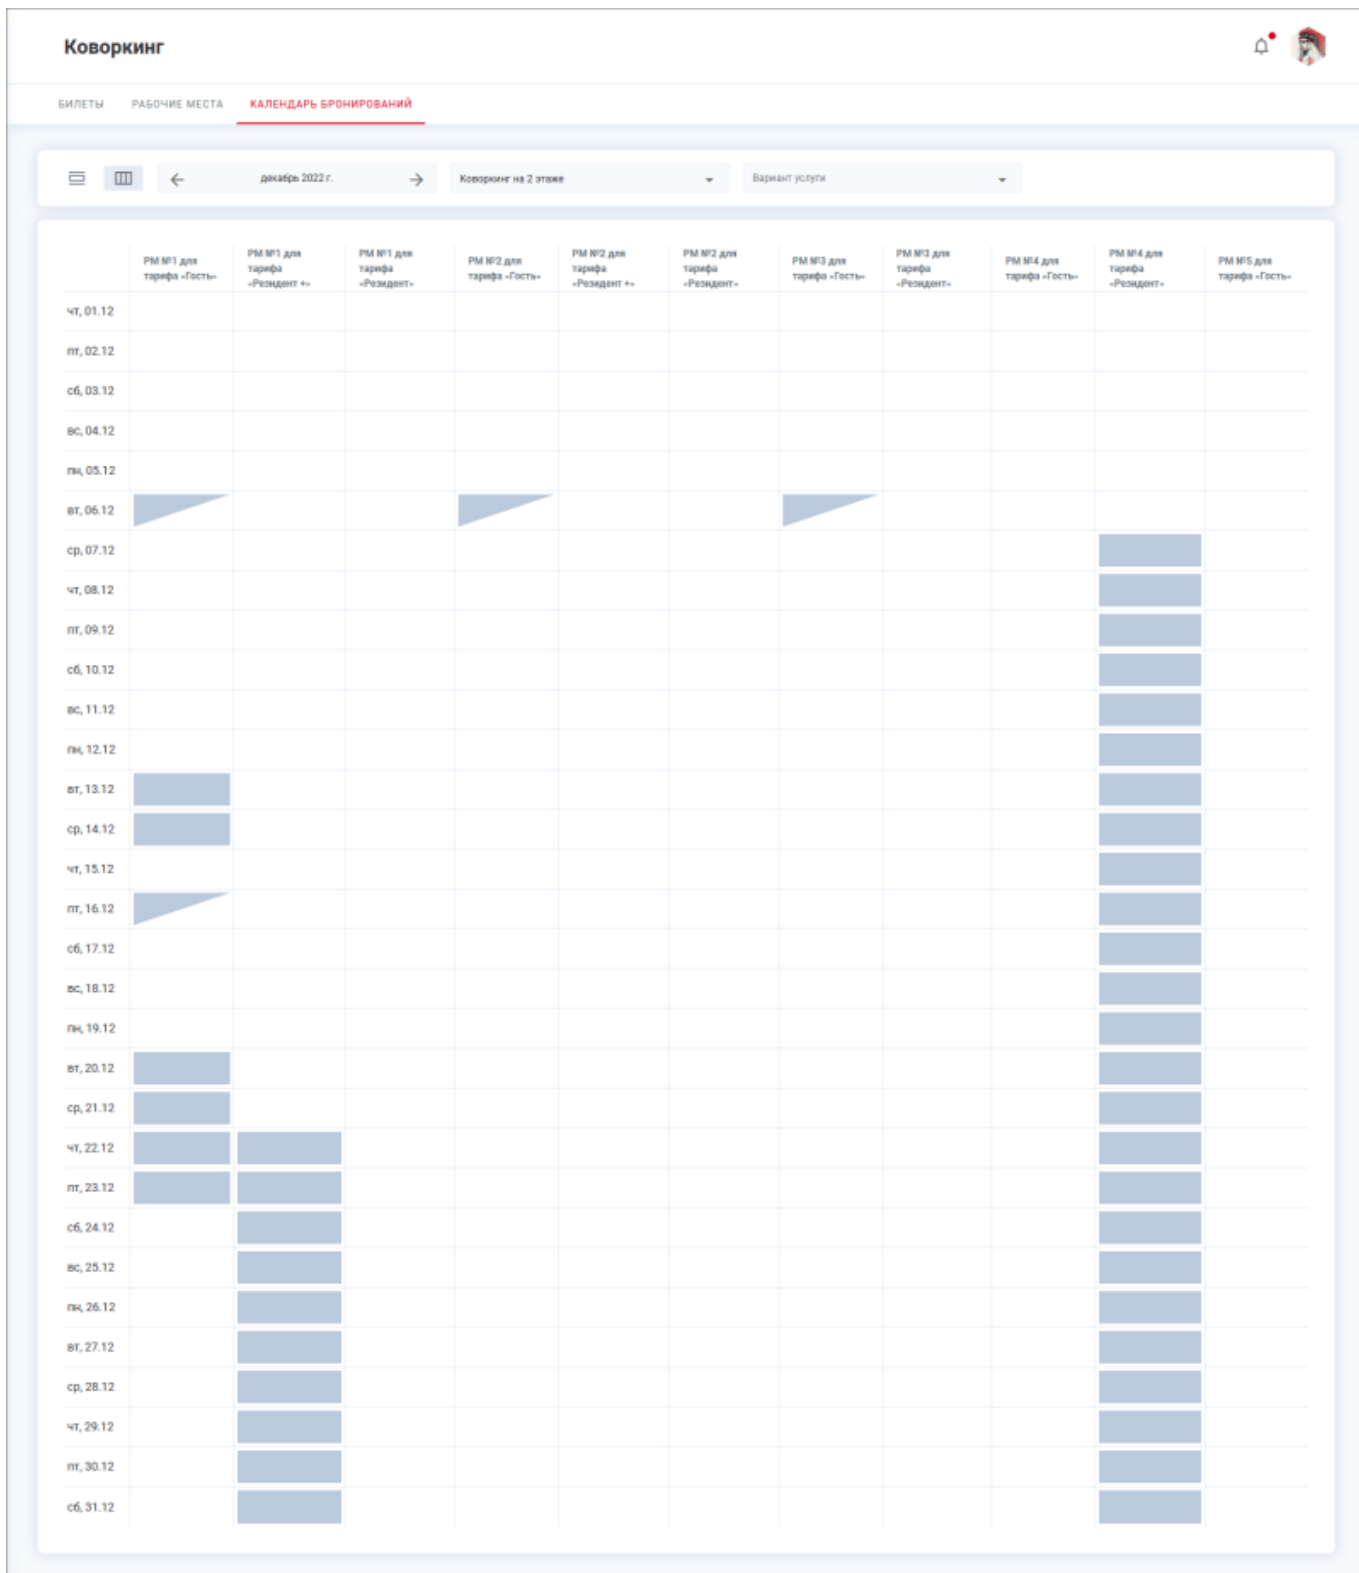 Коворкинг
БИЛЕТЫ РАБОЧИЕ МЕСТА КАЛЕНДАРЬ БРОНИРОВАНИЙ
декабрь 2022 г. Коворкинг на 2 этаже Вариант услуги
РМ №1 для тарифа «Гость»
РМ №1 для тарифа «Резидент +»
РМ №1 для тарифа «Резидент»
РМ №2 для тарифа «Гость»
РМ №2 для тарифа «Резидент +»
РМ №2 для тарифа «Резидент»
РМ №3 для тарифа «Гость»
РМ №3 для тарифа «Резидент»
РМ №4 для тарифа «Гость»
РМ №4 для тарифа «Резидент»
РМ №5 для тарифа «Гость»
чт, 01.12
пт, 02.12
сб, 03.12
вс, 04.12
пн, 05.12
вт, 06.12
ср, 07.12
чт, 08.12
пт, 09.12
сб, 10.12
вс, 11.12
пн, 12.12
вт, 13.12
ср, 14.12
чт, 15.12
пт, 16.12
сб, 17.12
вс, 18.12
пн, 19.12
вт, 20.12
ср, 21.12
чт, 22.12
пт, 23.12
сб, 24.12
вс, 25.12
пн, 26.12
вт, 27.12
ср, 28.12
чт, 29.12
пт, 30.12
сб, 31.12